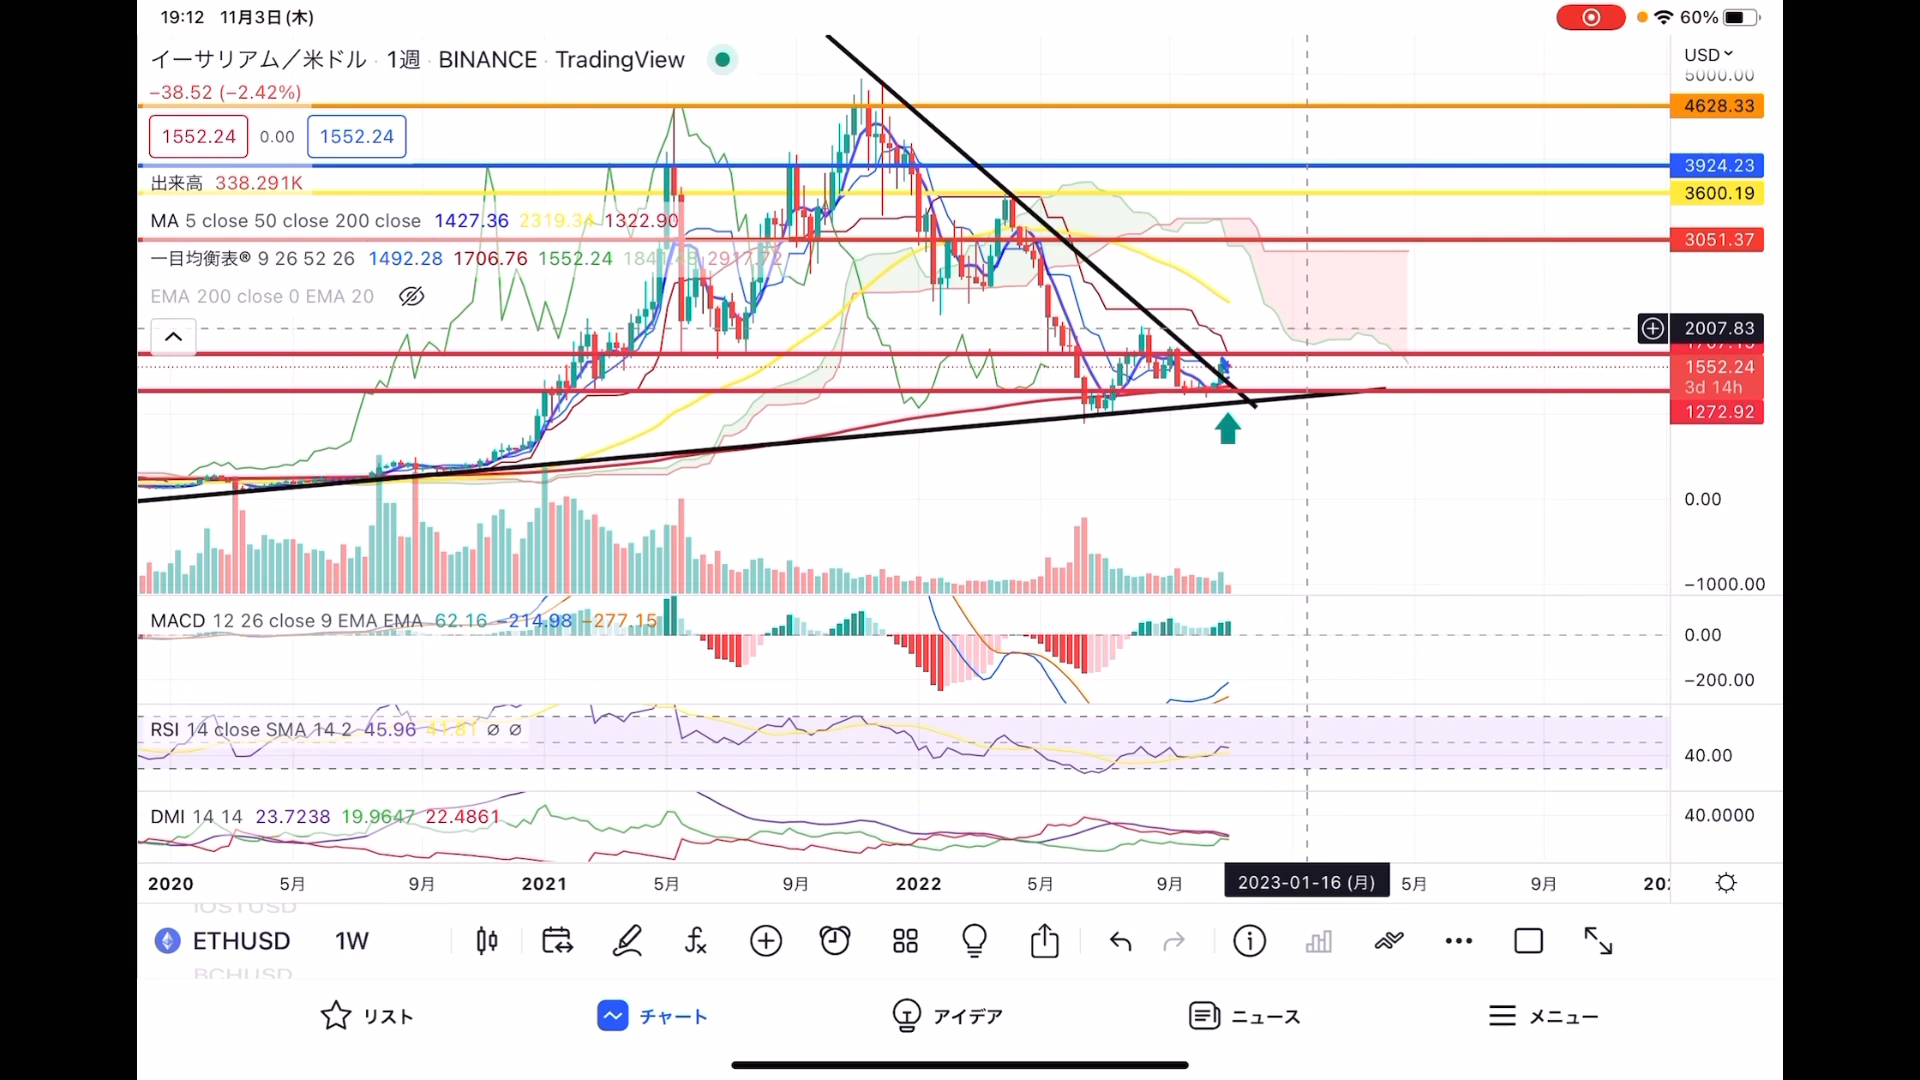 19:12 11月3日(木)
60%
イーサリアム／米ドル · 1週 · BINANCE · TradingView
USD
5000.00
−38.52 (−2.42%)
4628.33
1552.24 0.00 1552.24
3924.23
出来高 338.291K
3600.19
MA 5 close 50 close 200 close 1427.36 2319.34 1322.90
3051.37
一目均衡表® 9 26 52 26 1492.28 1706.76 1552.24 2917.72
EMA 200 close 0 EMA 20
2007.83
1552.24
3d 14h
1272.92
0.00
−1000.00
MACD 12 26 close 9 EMA EMA 62.16 −214.98 −277.15
0.00
−200.00
RSI 14 close SMA 14 2 45.96 41.81 ∅ ∅
40.00
DMI 14 14 23.7238 19.9647 22.4861
40.0000
2020 5月 9月 2021 5月 9月 2022 5月 9月 2023-01-16 (月) 5月 9月
IOSTUSD
ETHUSD 1W
BCHUSD
リスト チャート アイデア ニュース メニュー